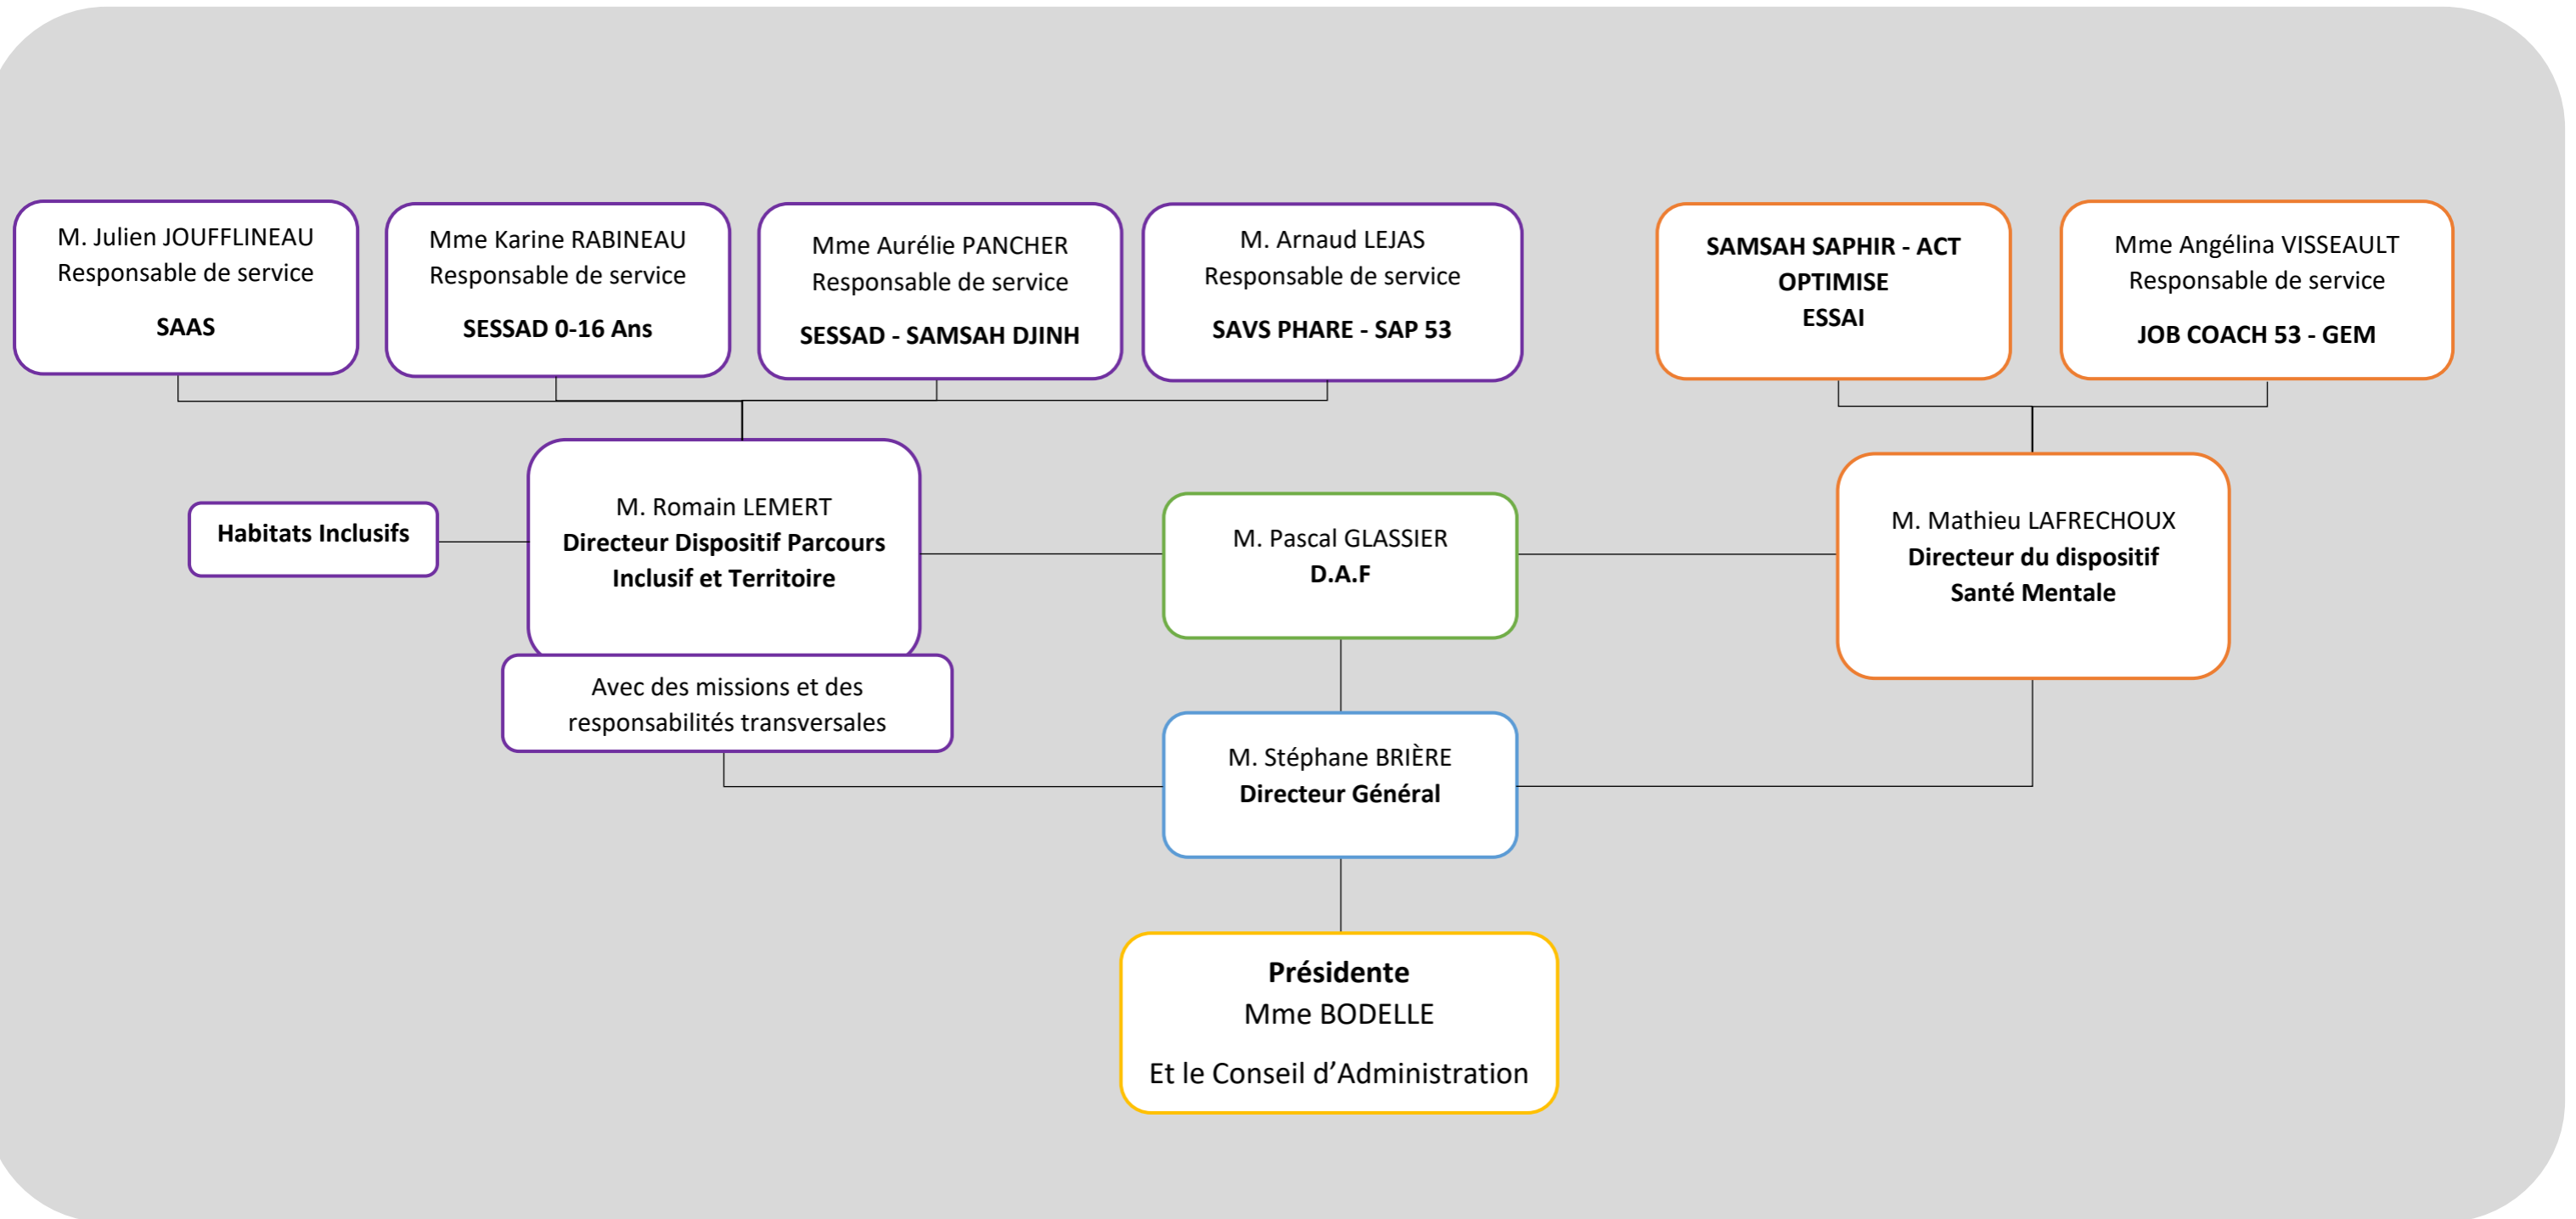 M. Julien JOUFFLINEAU
Responsable de service
SAAS
Mme Karine RABINEAU
Responsable de service
SESSAD 0-16 Ans
Mme Aurélie PANCHER
Responsable de service
SESSAD - SAMSAH DJINH
M. Arnaud LEJAS
Responsable de service
SAVS PHARE - SAP 53
SAMSAH SAPHIR - ACT
OPTIMISE
ESSAI
Mme Angélina VISSEAULT
Responsable de service
JOB COACH 53 - GEM
Habitats Inclusifs
M. Romain LEMERT
Directeur Dispositif Parcours
Inclusif et Territoire
Avec des missions et des
responsabilités transversales
M. Pascal GLASSIER
D.A.F
M. Mathieu LAFRECHOUX
Directeur du dispositif
Santé Mentale
M. Stéphane BRIÈRE
Directeur Général
Présidente
Mme BODELLE
Et le Conseil d’Administration